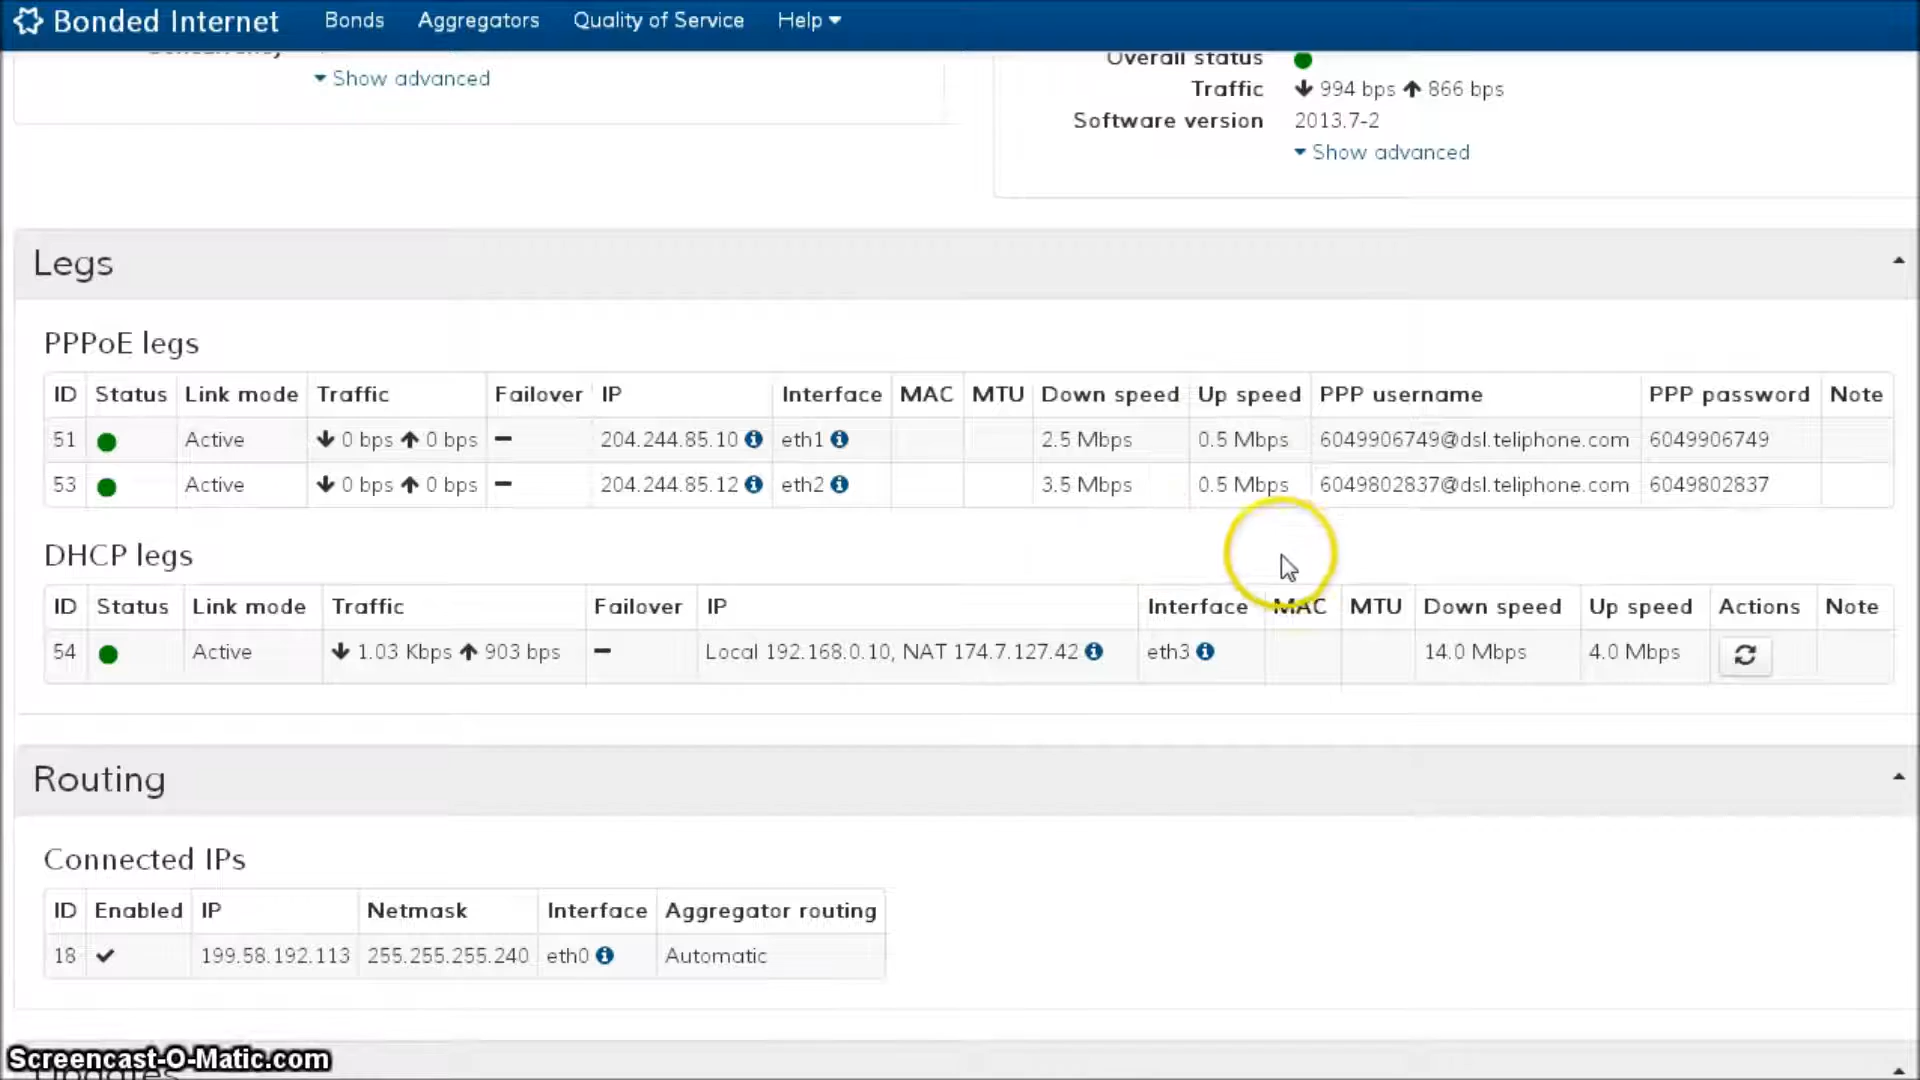 Bonded Internet Bonds Aggregators Quality of Service Help
Concurrency
Show advanced
Overall status
Traffic 994 bps 866 bps
Software version 2013.7-2
Show advanced
Legs
PPPoE legs
ID Status Link mode Traffic Failover IP Interface MAC MTU Down speed Up speed PPP username PPP password Note
51 Active 0 bps 0 bps 204.244.85.10 eth1 2.5 Mbps 0.5 Mbps 6049906749@dsl.teliphone.com 6049906749
53 Active 0 bps 0 bps 204.244.85.12 eth2 3.5 Mbps 0.5 Mbps 6049802837@dsl.teliphone.com 6049802837
DHCP legs
ID Status Link mode Traffic Failover IP Interface MAC MTU Down speed Up speed Actions Note
54 Active 1.03 Kbps 903 bps Local 192.168.0.10, NAT 174.7.127.42 eth3 14.0 Mbps 4.0 Mbps
Routing
Connected IPs
ID Enabled IP Netmask Interface Aggregator routing
18 199.58.192.113 255.255.255.240 eth0 Automatic
Screencast-O-Matic.com
Updates